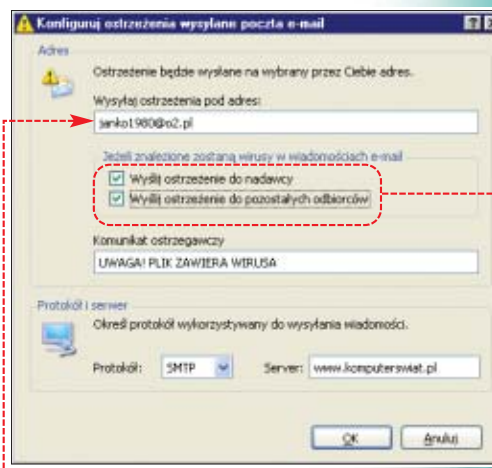 Konfiguruj ostrzeżenia wysyłane poczta e-mail
Adres
Ostrzeżenie będzie wysłane na wybrany przez Ciebie adres.
Wysyłaj ostrzeżenia pod adres:
janko1980@o2.pl
Jeżeli znalezione zostaną wirusy w wiadomościach e-mail
Wyślij ostrzeżenie do nadawcy
Wyślij ostrzeżenie do pozostałych odbiorców
Komunikat ostrzegawczy
UWAGA! PLIK ZAWIERA WIRUSA
Protokół i serwer
Określ protokół wykorzystywany do wysyłania wiadomości.
Protokół: SMTP Server: www.komputerswiat.pl
OK Anuluj